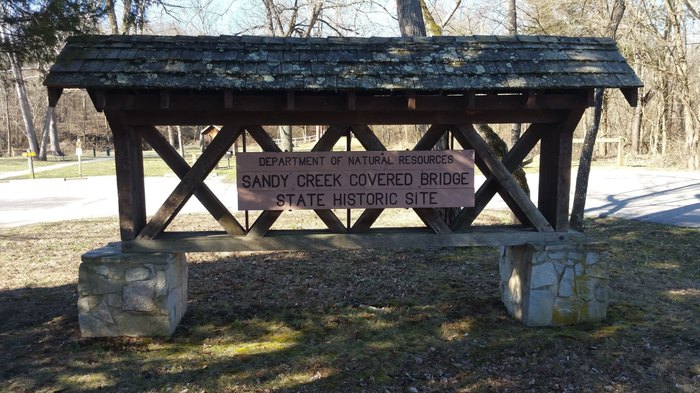 DEPARTMENT OF NATURAL RESOURCES
SANDY CREEK COVERED BRIDGE
STATE HISTORIC SITE